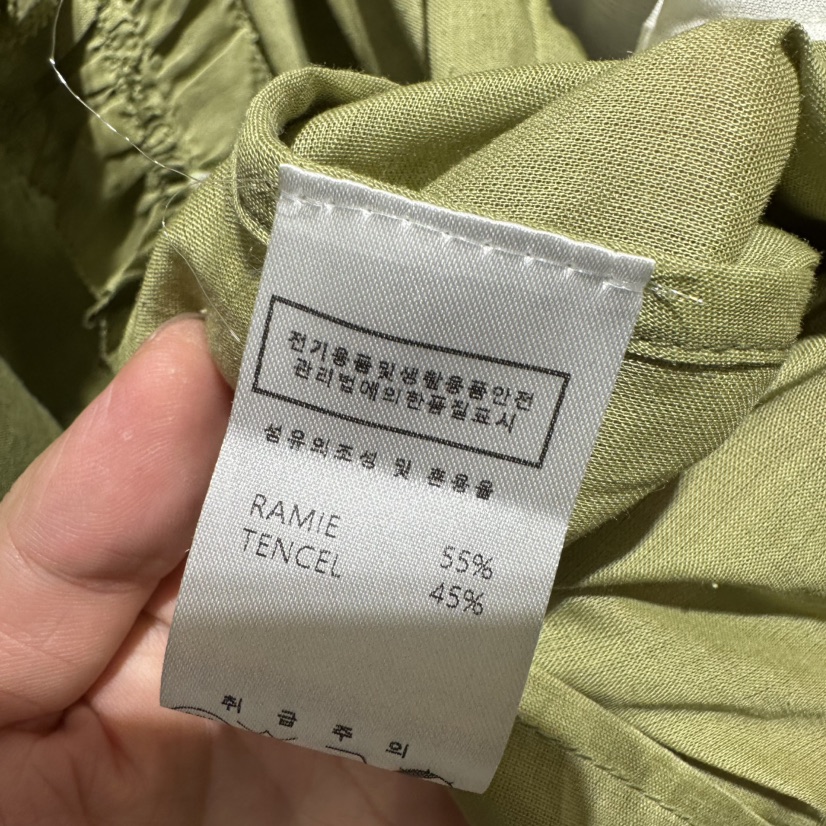 전기용품및생활용품안전
관리법에의한품질표시
섬유의조성 및 혼용율
RAMIE 55%
TENCEL 45%
취급주의